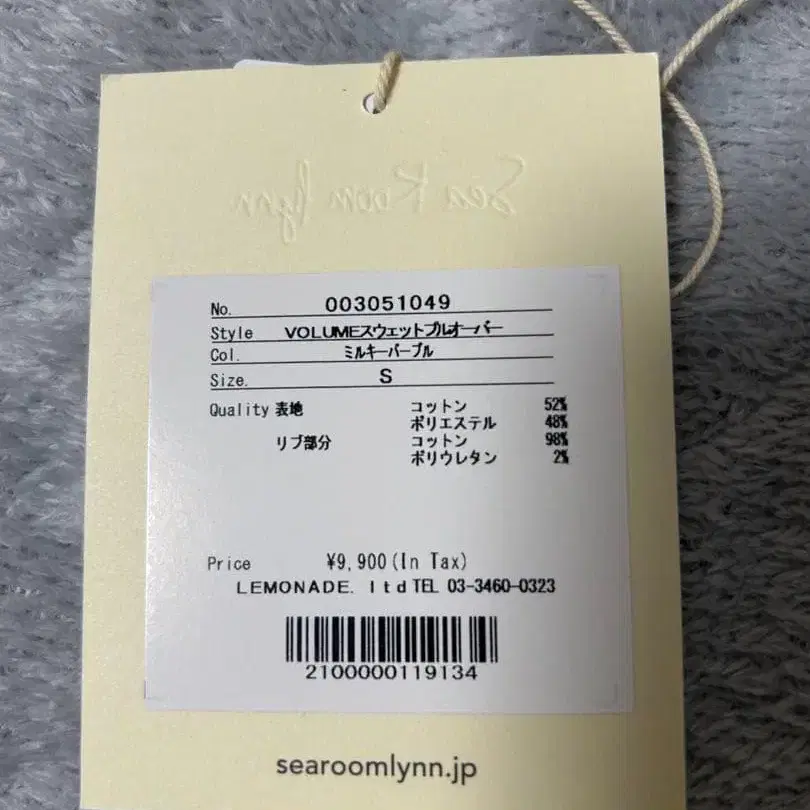 Sea Room lynn
No. 003051049
Style VOLUMEスウェットプルオーバー
Col. ミルキーパープル
Size. S
Quality 表地 コットン 52%
ポリエステル 48%
リブ部分 コットン 98%
ポリウレタン 2%
Price ¥9,900(In Tax)
LEMONADE. ltd TEL 03-3460-0323
2100000119134
searoomlynn.jp